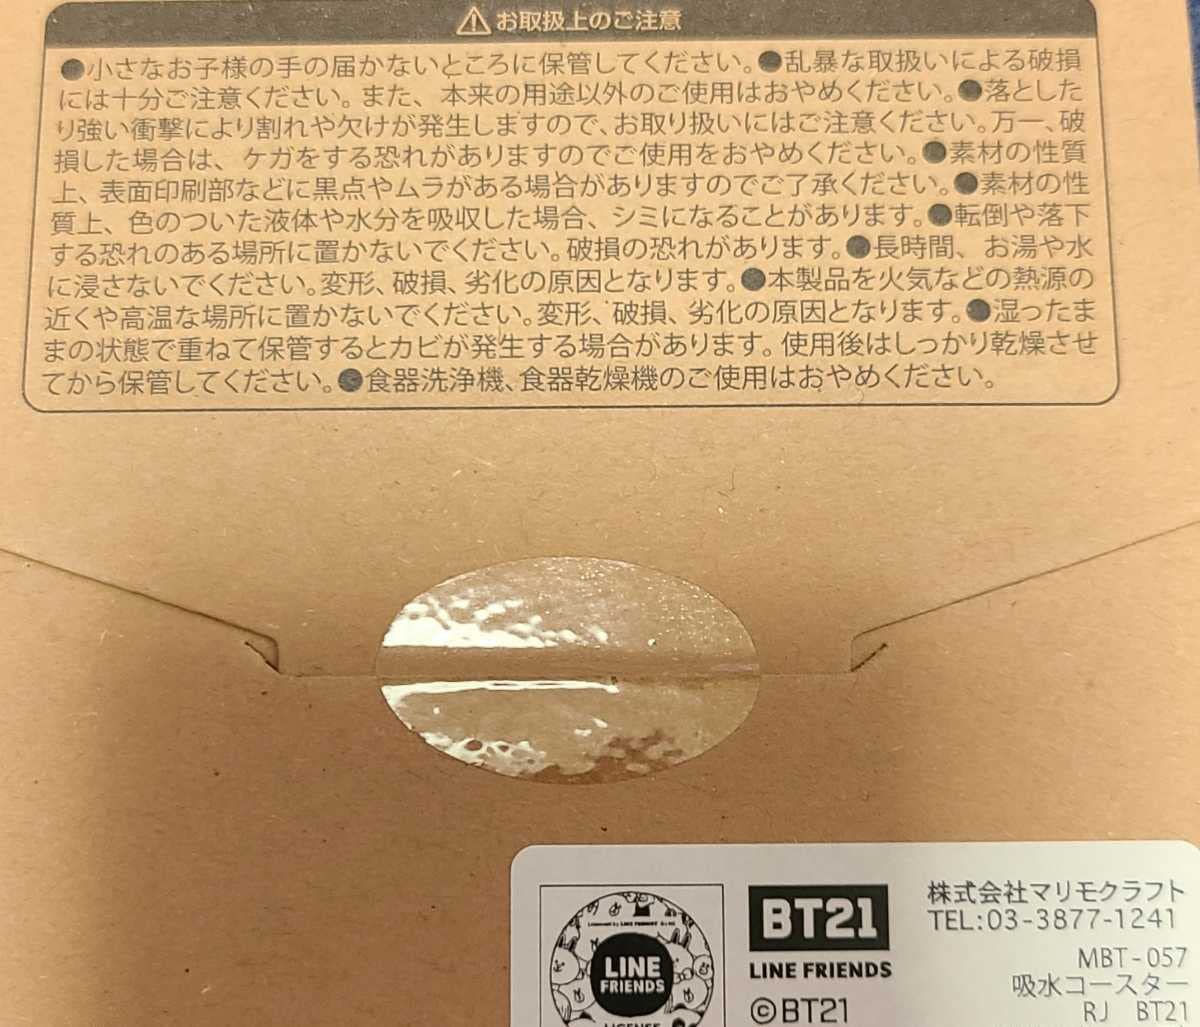 ⚠お取扱上のご注意
●小さなお子様の手の届かないところに保管してください。●乱暴な取扱いによる破損
には十分ご注意ください。また、本来の用途以外のご使用はおやめください。●落とした
り強い衝撃により割れや欠けが発生しますので、お取り扱いにはご注意ください。万一、破
損した場合は、ケガをする恐れがありますのでご使用をおやめください。●素材の性質
上、表面印刷部などに黒点やムラがある場合がありますのでご了承ください。●素材の性
質上、色のついた液体や水分を吸収した場合、シミになることがあります。●転倒や落下
する恐れのある場所に置かないでください。破損の恐れがあります。●長時間、お湯や水
に浸さないでください。変形、破損、劣化の原因となります。●本製品を火気などの熱源の
近くや高温な場所に置かないでください。変形、破損、劣化の原因となります。●湿ったま
まの状態で重ねて保管するとカビが発生する場合があります。使用後はしっかり乾燥させ
てから保管してください。●食器洗浄機、食器乾燥機のご使用はおやめください。
LINE
FRIENDS
BT21
LINE FRIENDS
©BT21
株式会社マリモクラフト
TEL:03-3877-1241
MBT-057
吸水コースター
RJ BT21